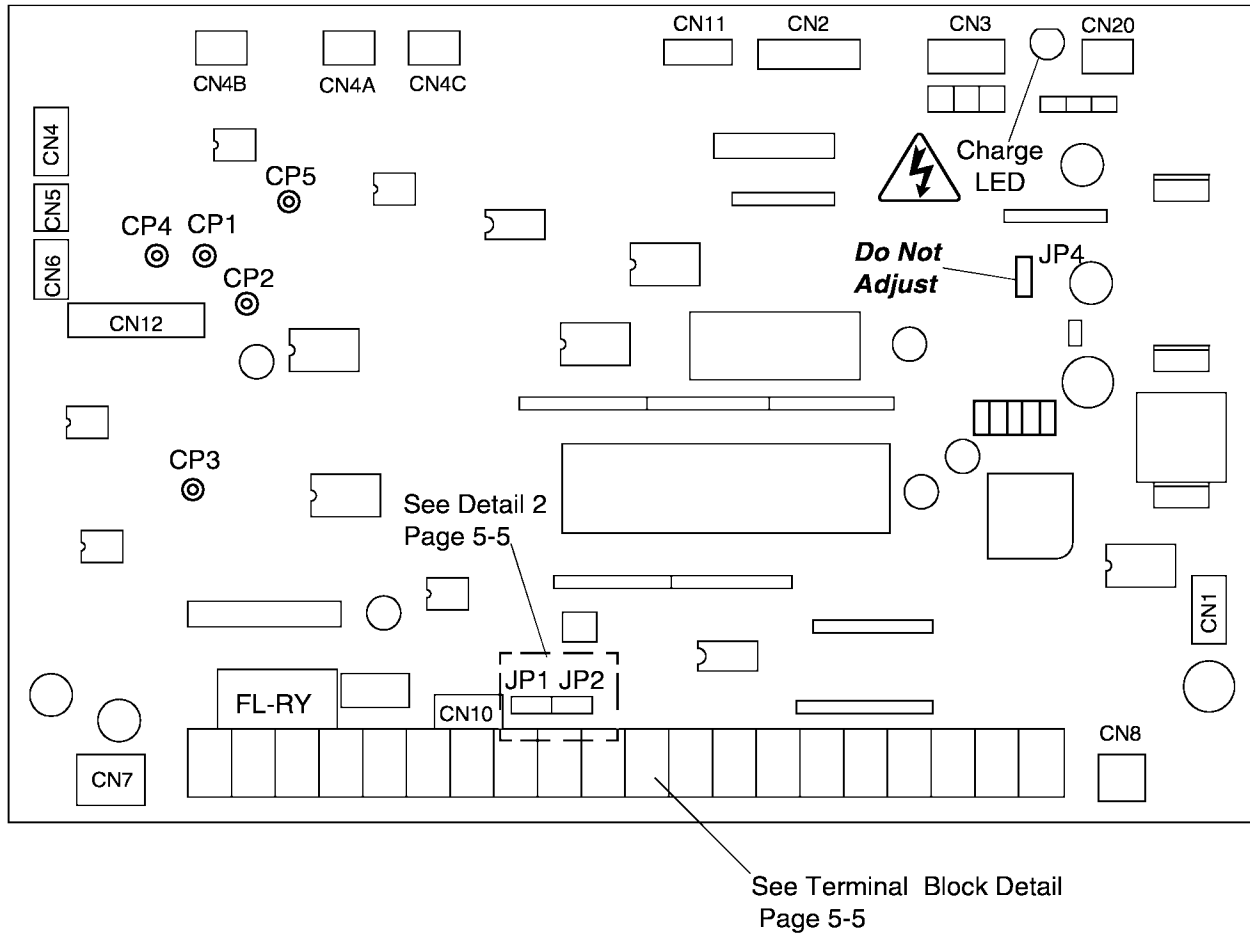 CN11
CN2
CN3
CN20
CN4B
CN4A
CN4C
CN4
CN5
CN6
CP5
CP4
CP1
CP2
CN12
Charge
LED
Do Not
Adjust
JP4
CP3
See Detail 2
Page 5-5
CN1
JP1
JP2
FL-RY
CN10
CN7
CN8
See Terminal Block Detail
Page 5-5